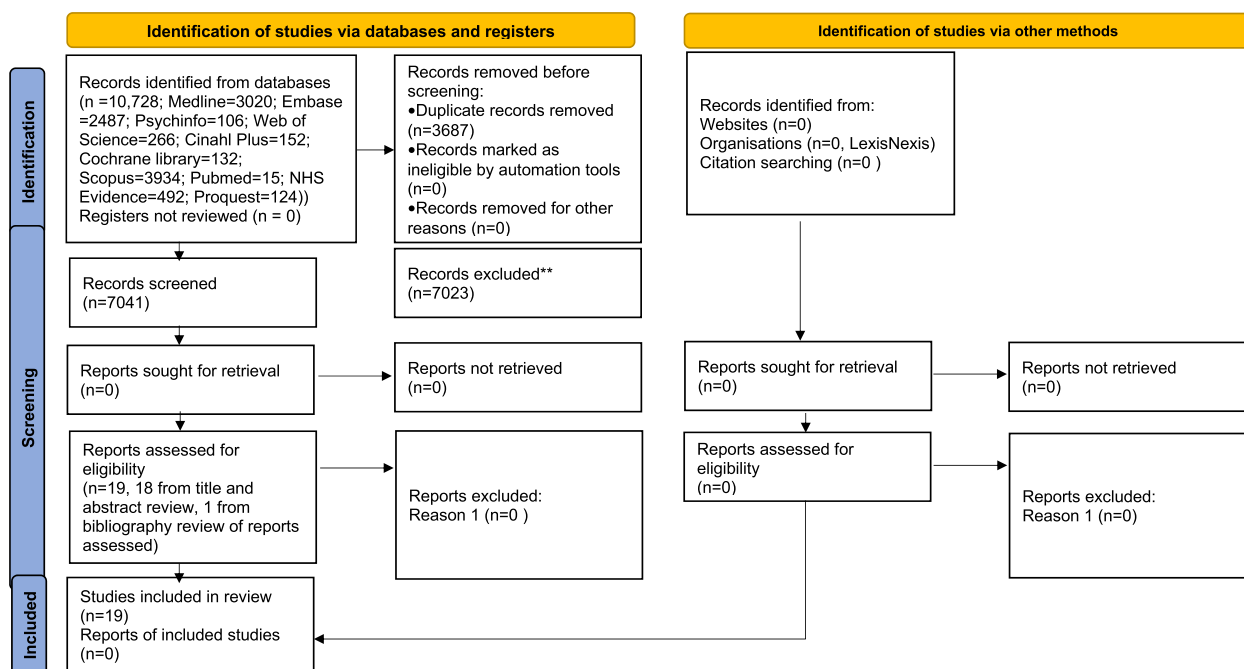 Identification of studies via databases and registers
Identification of studies via other methods
Identification
Records identified from databases
(n =10,728; Medline=3020; Embase
=2487; Psychinfo=106; Web of
Science=266; Cinahl Plus=152;
Cochrane library=132;
Scopus=3934; Pubmed=15; NHS
Evidence=492; Proquest=124))
Registers not reviewed (n = 0)
Records removed before
screening:
•Duplicate records removed
(n=3687)
•Records marked as
ineligible by automation tools
(n=0)
•Records removed for other
reasons (n=0)
Records identified from:
Websites (n=0)
Organisations (n=0, LexisNexis)
Citation searching (n=0 )
Screening
Records screened
(n=7041)
Records excluded**
(n=7023)
Reports sought for retrieval
(n=0)
Reports not retrieved
(n=0)
Reports sought for retrieval
(n=0)
Reports not retrieved
(n=0)
Reports assessed for
eligibility
(n=19, 18 from title and
abstract review, 1 from
bibliography review of reports
assessed)
Reports excluded:
Reason 1 (n=0 )
Reports assessed for
eligibility
(n=0)
Reports excluded:
Reason 1 (n=0)
Included
Studies included in review
(n=19)
Reports of included studies
(n=0)